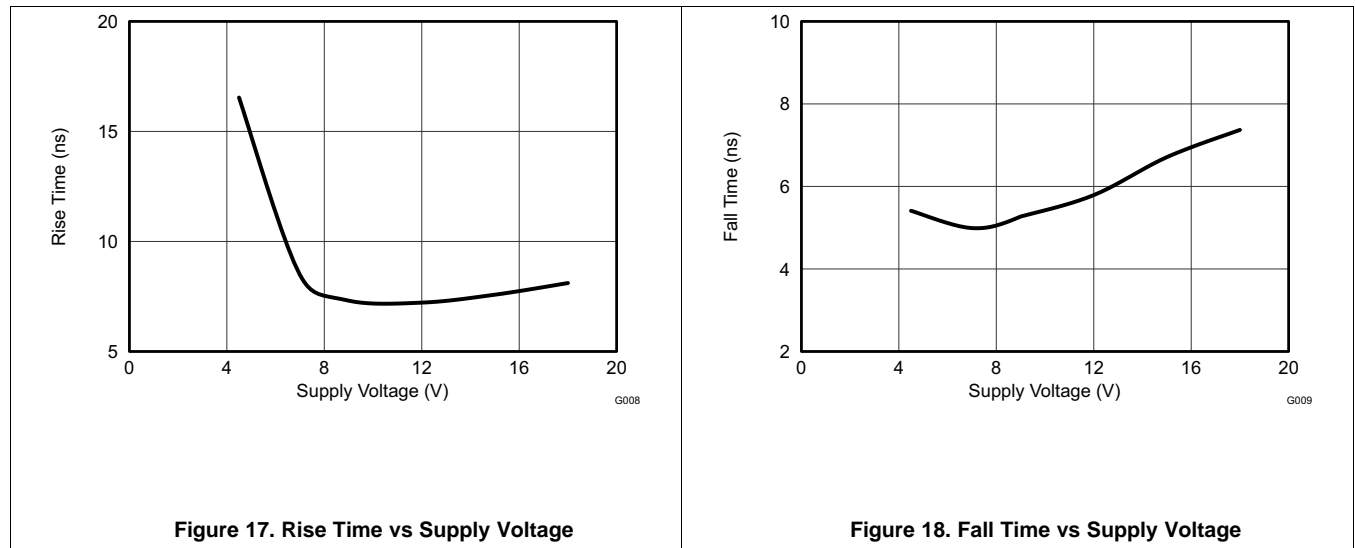 20
15
10
5
Rise Time (ns)
0 4 8 12 16 20
Supply Voltage (V)
G008
Figure 17. Rise Time vs Supply Voltage
10
8
6
4
2
Fall Time (ns)
0 4 8 12 16 20
Supply Voltage (V)
G009
Figure 18. Fall Time vs Supply Voltage